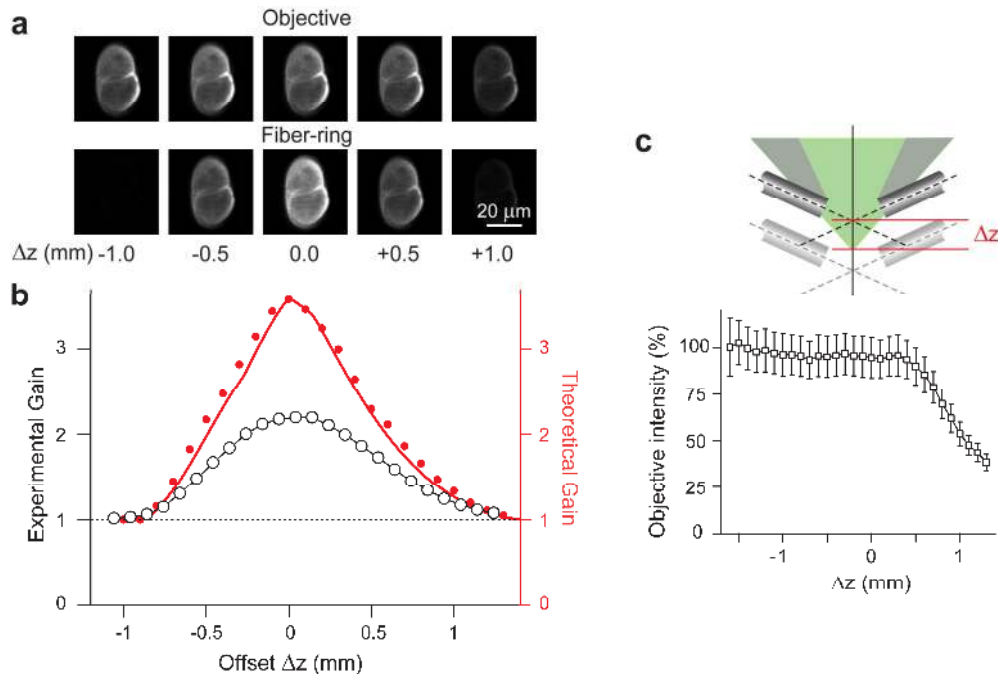 a
Objective
Fiber-ring
20 μm
Δz (mm) -1.0 -0.5 0.0 +0.5 +1.0
b
Experimental Gain
3
2
1
0
Theoretical Gain
3
2
1
0
-1 -0.5 0 0.5 1
Offset Δz (mm)
c
Δz
Objective intensity (%)
100
75
50
25
0
-1 0 1
Δz (mm)